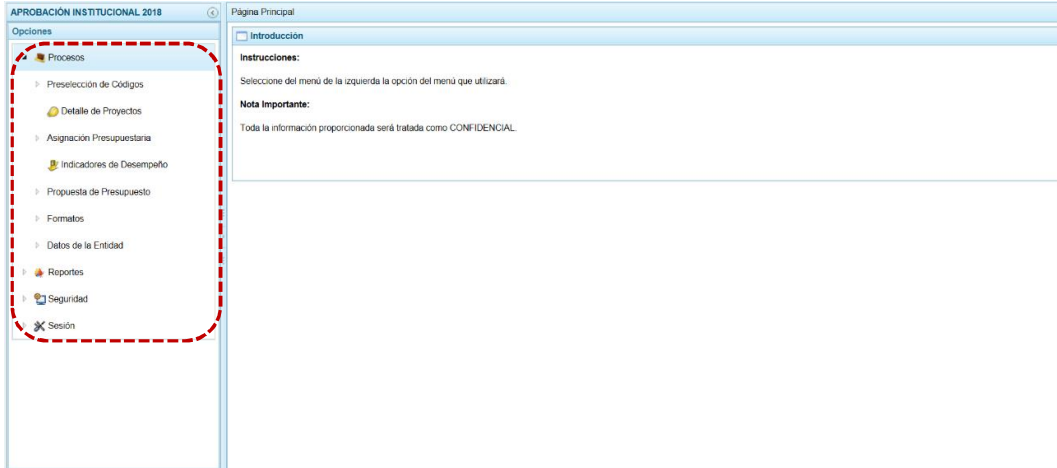 APROBACIÓN INSTITUCIONAL 2018
Opciones
Procesos
Preselección de Códigos
Detalle de Proyectos
Asignación Presupuestaria
Indicadores de Desempeño
Propuesta de Presupuesto
Formatos
Datos de la Entidad
Reportes
Seguridad
Sesión
Página Principal
Introducción
Instrucciones:
Seleccione del menú de la izquierda la opción del menú que utilizará.
Nota Importante:
Toda la información proporcionada será tratada como CONFIDENCIAL.